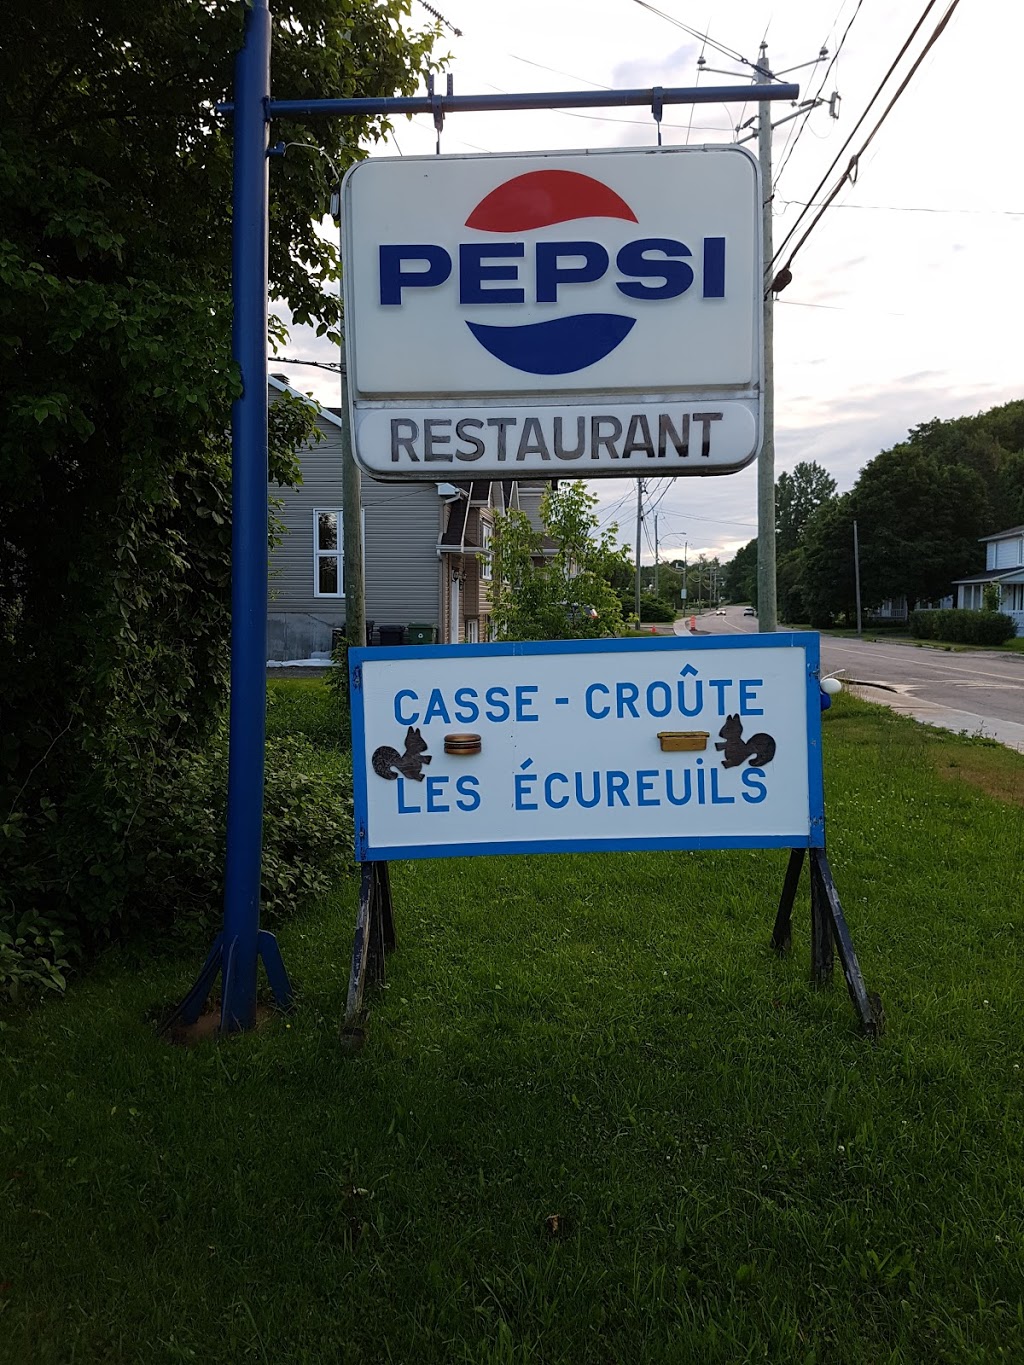 PEPSI
RESTAURANT
CASSE - CROÛTE
LES ÉCUREUiLS